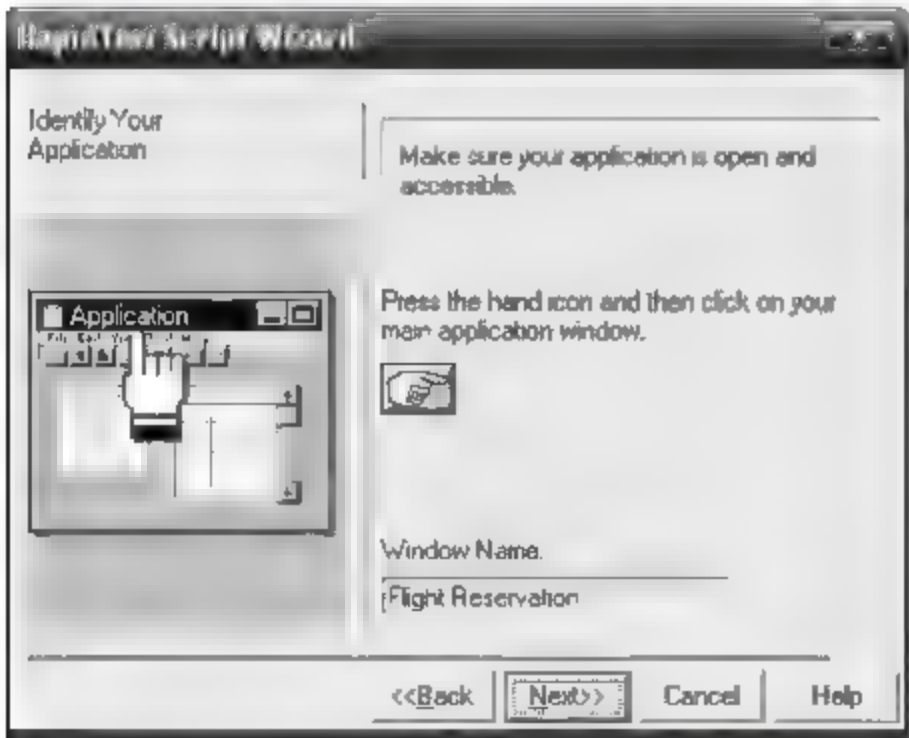 RapidTest Script Wizard
Identify Your
Application
Make sure your application is open and
accessible.
Application
Press the hand icon and then click on your
main application window.
Window Name.
Flight Reservation
<<Back
Next>>
Cancel
Help